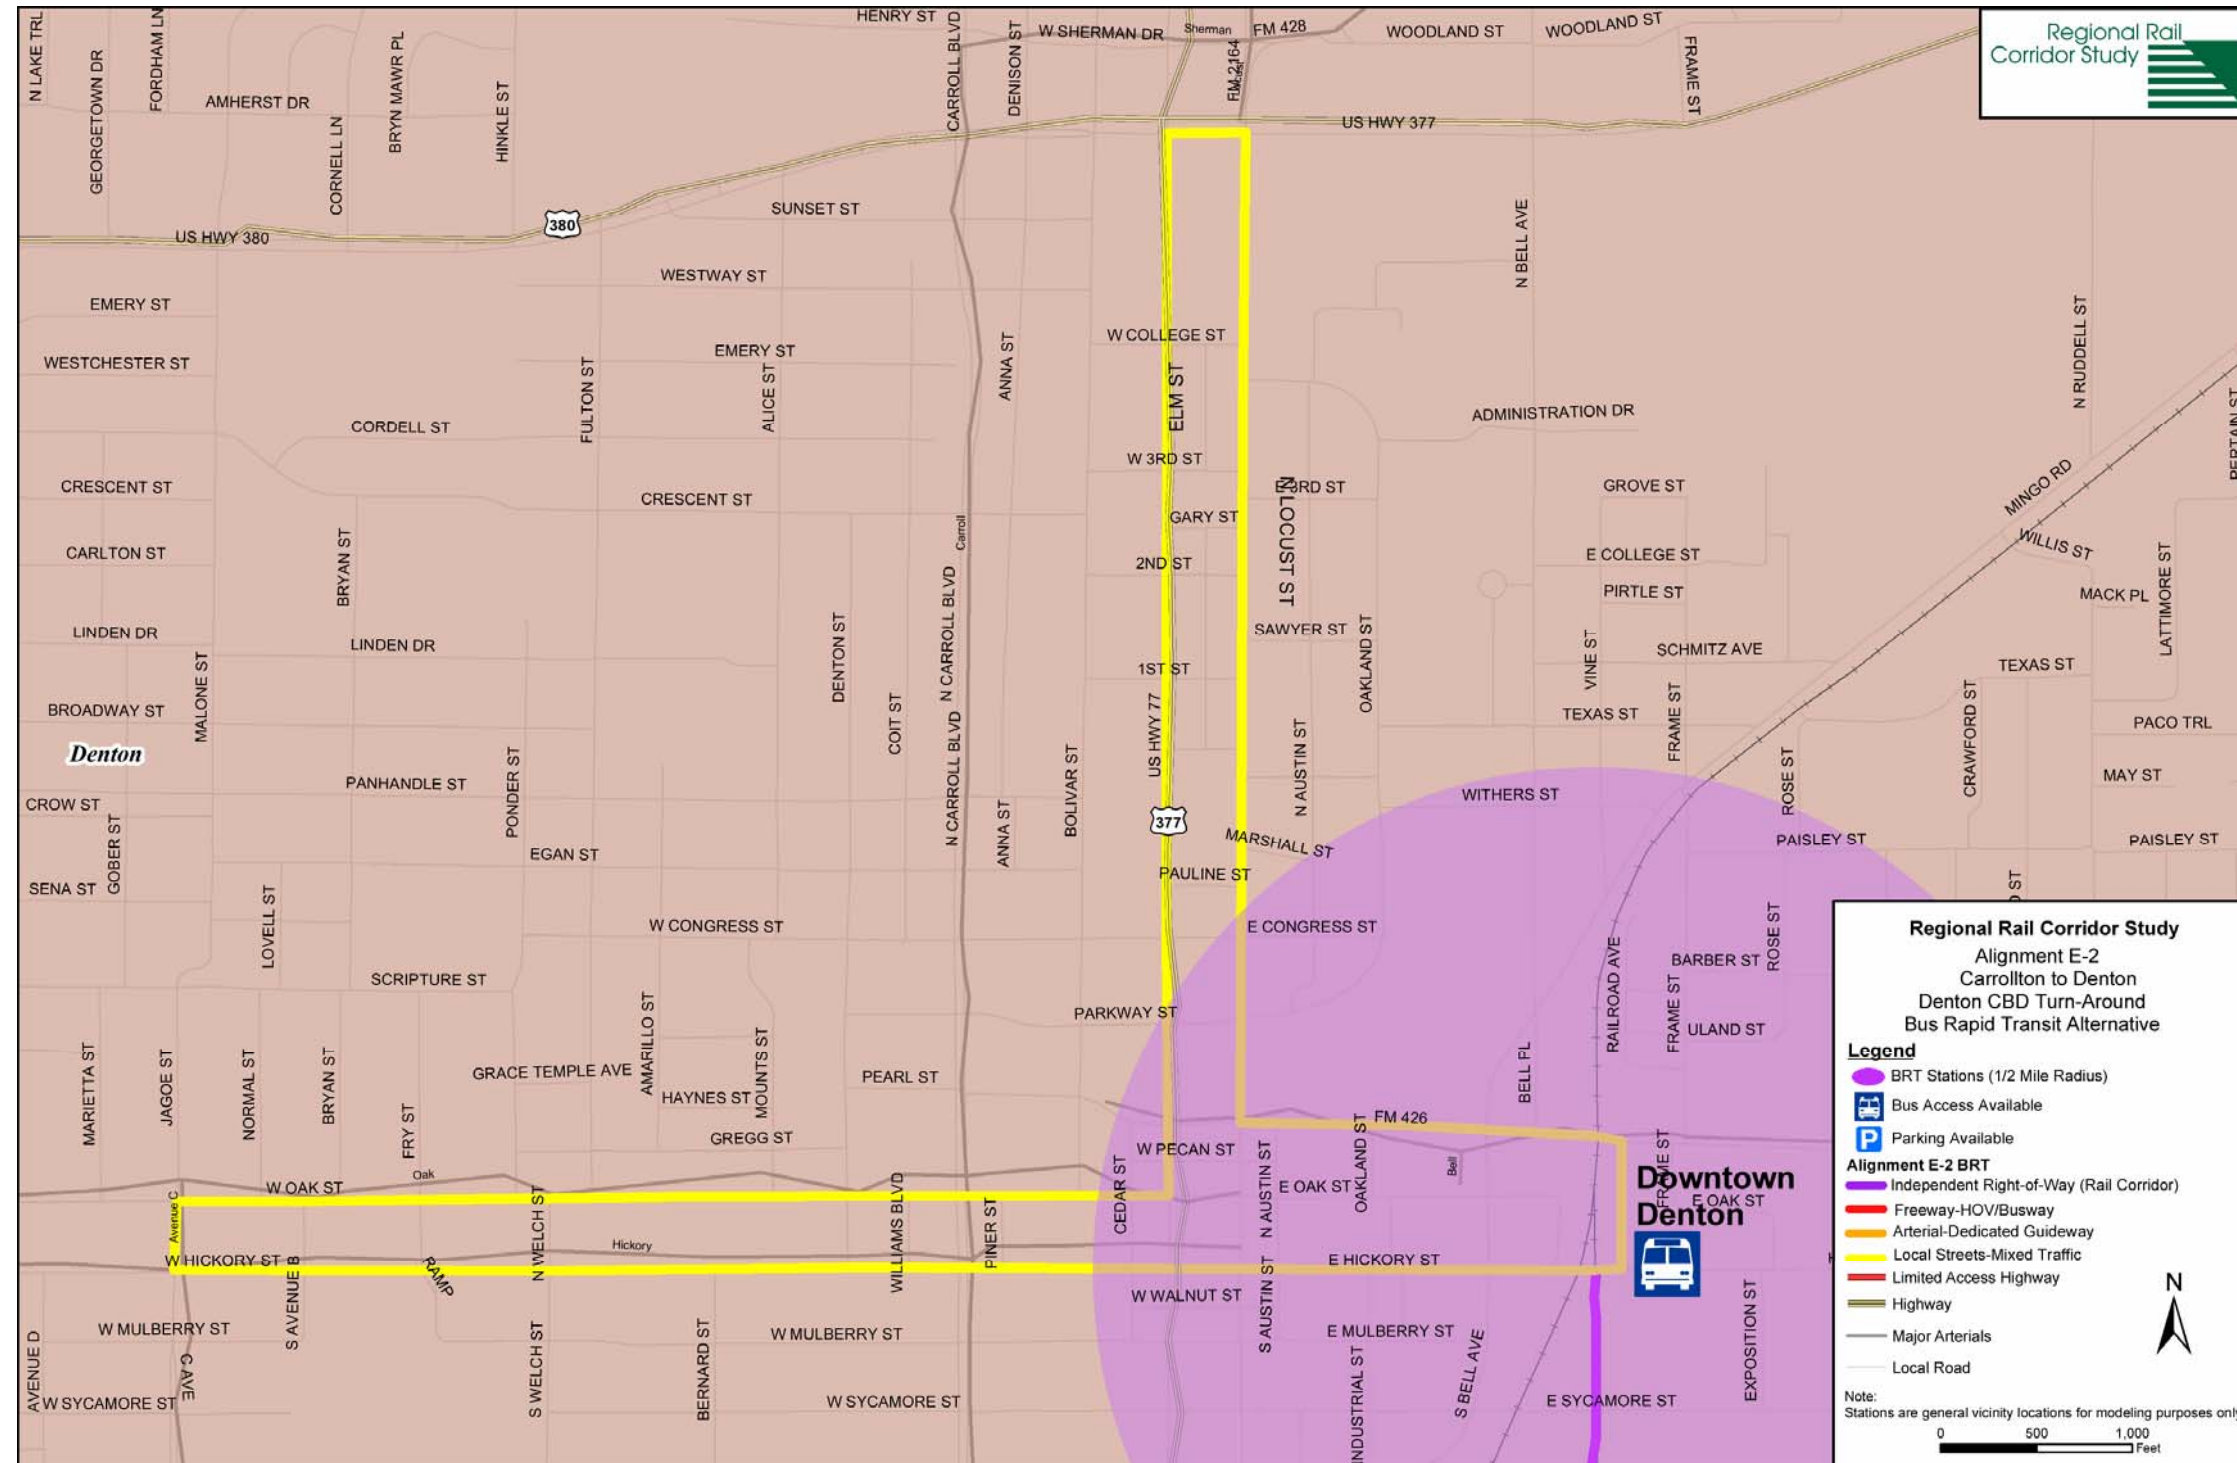 HENRY ST
W SHERMAN DR
Sherman
FM 428
WOODLAND ST
WOODLAND ST
Regional Rail
Corridor Study
N LAKE TRL
GEORGETOWN DR
FORDHAM LN
AMHERST DR
CORNELL LN
BRYN MAWR PL
HINKLE ST
CARROLL BLVD
DENISON ST
FM 2164
FRAME ST
US HWY 377
SUNSET ST
US HWY 380
380
WESTWAY ST
N BELL AVE
EMERY ST
W COLLEGE ST
N RUDDELL ST
WESTCHESTER ST
EMERY ST
FULTON ST
ALICE ST
ANNA ST
ELM ST
ADMINISTRATION DR
CORDELL ST
W 3RD ST
E 3RD ST
GROVE ST
MINGO RD
PERTAIN ST
CRESCENT ST
CRESCENT ST
GARY ST
N LOCUST ST
CARLTON ST
BRYAN ST
Carroll
2ND ST
E COLLEGE ST
WILLIS ST
PIRTLE ST
MACK PL
LATTIMORE ST
LINDEN DR
LINDEN DR
DENTON ST
N CARROLL BLVD
SAWYER ST
OAKLAND ST
VINE ST
SCHMITZ AVE
TEXAS ST
MALONE ST
1ST ST
BROADWAY ST
COIT ST
N CARROLL BLVD
US HWY 77
TEXAS ST
FRAME ST
CRAWFORD ST
PACO TRL
Denton
PANHANDLE ST
PONDER ST
BOLIVAR ST
N AUSTIN ST
WITHERS ST
ROSE ST
MAY ST
CROW ST
GOBER ST
377
ANNA ST
MARSHALL ST
PAISLEY ST
PAISLEY ST
EGAN ST
PAULINE ST
SENA ST
LOVELL ST
W CONGRESS ST
E CONGRESS ST
RAILROAD AVE
BARBER ST
ROSE ST
SCRIPTURE ST
PARKWAY ST
FRAME ST
ULAND ST
MARIETTA ST
JAGOE ST
NORMAL ST
BRYAN ST
FRY ST
GRACE TEMPLE AVE
AMARILLO ST
HAYNES ST
MOUNTS ST
PEARL ST
BELL PL
GREGG ST
FM 426
W PECAN ST
OAKLAND ST
Bell
FRAME ST
Oak
W OAK ST
Avenue C
N WELCH ST
WILLIAMS BLVD
PINER ST
CEDAR ST
N AUSTIN ST
E OAK ST
Downtown
Denton
E OAK ST
Hickory
W HICKORY ST
S AVENUE B
RAMP
E HICKORY ST
W WALNUT ST
S AUSTIN ST
EXPOSITION ST
AVENUE D
W MULBERRY ST
C AVE
S WELCH ST
BERNARD ST
W MULBERRY ST
E MULBERRY ST
INDUSTRIAL ST
S BELL AVE
W SYCAMORE ST
W SYCAMORE ST
E SYCAMORE ST
Regional Rail Corridor Study
Alignment E-2
Carrollton to Denton
Denton CBD Turn-Around
Bus Rapid Transit Alternative
Legend
BRT Stations (1/2 Mile Radius)
Bus Access Available
P Parking Available
Alignment E-2 BRT
Independent Right-of-Way (Rail Corridor)
Freeway-HOV/Busway
Arterial-Dedicated Guideway
Local Streets-Mixed Traffic
Limited Access Highway
Highway
Major Arterials
Local Road
N
Note:
Stations are general vicinity locations for modeling purposes only
0 500 1,000
Feet